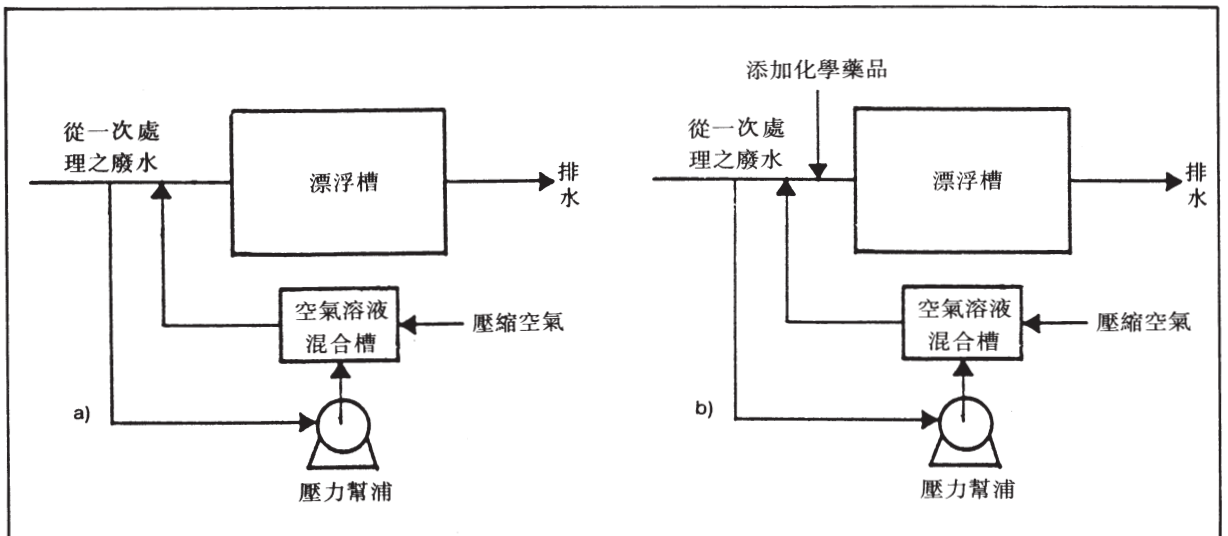 從一次處
理之廢水
漂浮槽
排
水
空氣溶液
混合槽
壓縮空氣
a)
壓力幫浦
添加化學藥品
從一次處
理之廢水
漂浮槽
排
水
空氣溶液
混合槽
壓縮空氣
b)
壓力幫浦